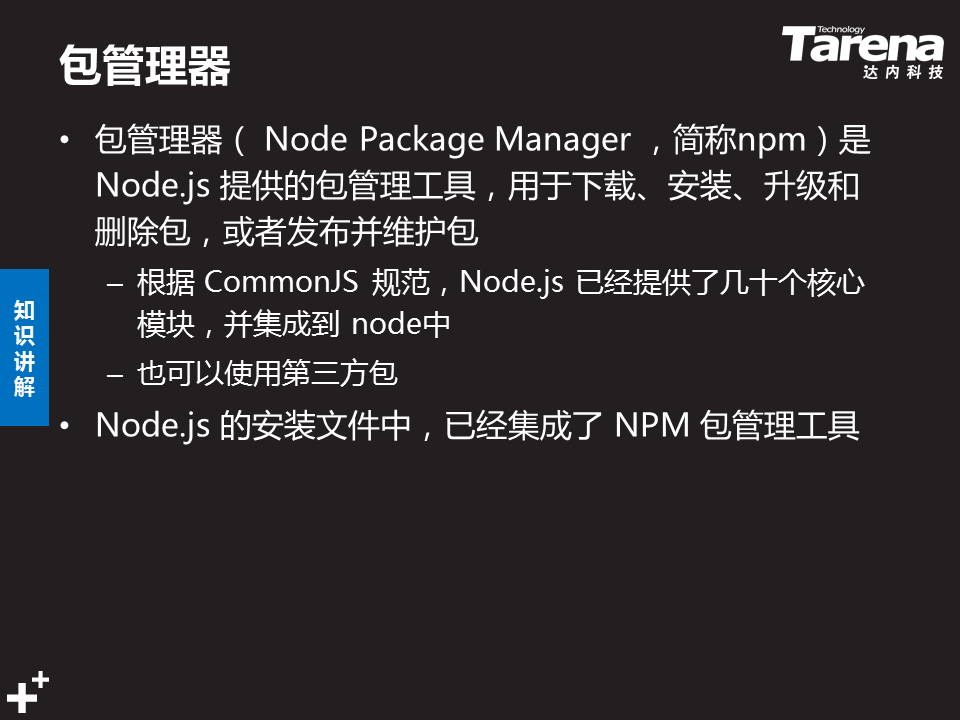 包管理器
Technology
Tarena
达内科技
• 包管理器（ Node Package Manager ，简称npm）是
Node.js 提供的包管理工具，用于下载、安装、升级和
删除包，或者发布并维护包
– 根据 CommonJS 规范，Node.js 已经提供了几十个核心
模块，并集成到 node中
– 也可以使用第三方包
• Node.js 的安装文件中，已经集成了 NPM 包管理工具
知
识
讲
解